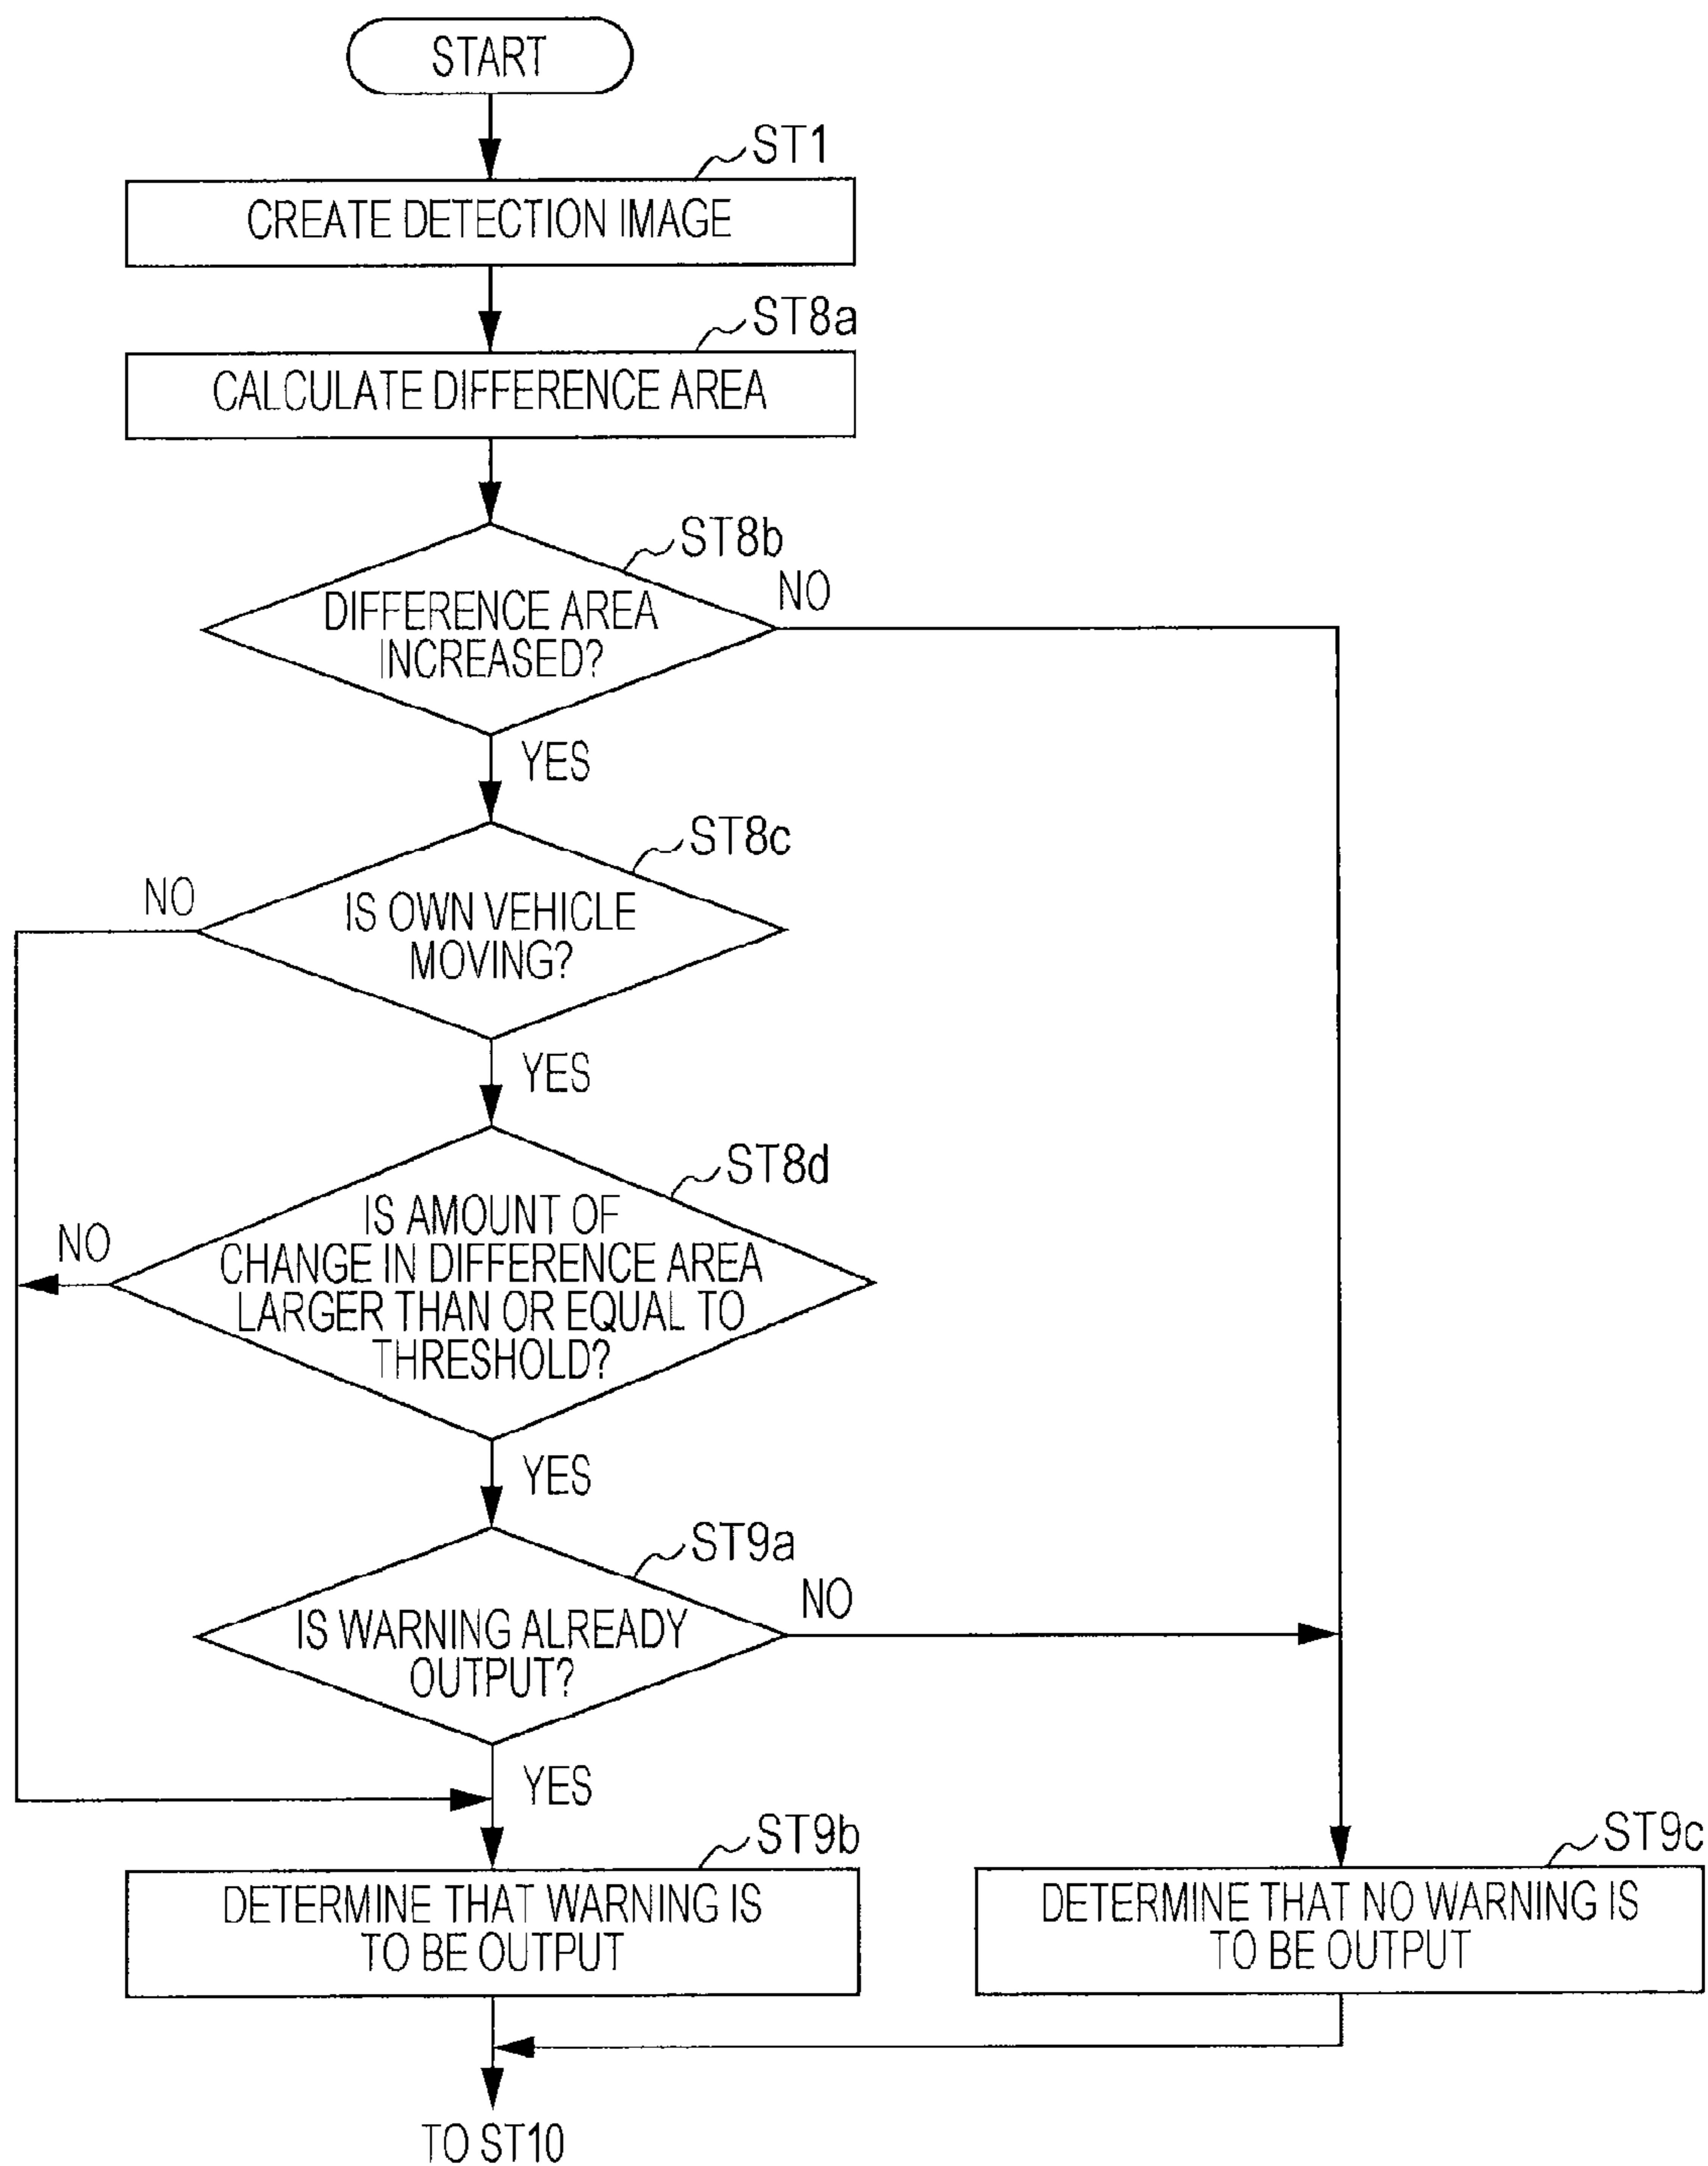 START
ST1
CREATE DETECTION IMAGE
ST8a
CALCULATE DIFFERENCE AREA
ST8b
DIFFERENCE AREA
INCREASED?
NO
YES
ST8c
NO
IS OWN VEHICLE
MOVING?
YES
ST8d
IS AMOUNT OF
CHANGE IN DIFFERENCE AREA
LARGER THAN OR EQUAL TO
THRESHOLD?
NO
YES
ST9a
NO
IS WARNING ALREADY
OUTPUT?
YES
ST9b
DETERMINE THAT WARNING IS
TO BE OUTPUT
ST9c
DETERMINE THAT NO WARNING IS
TO BE OUTPUT
TO ST10